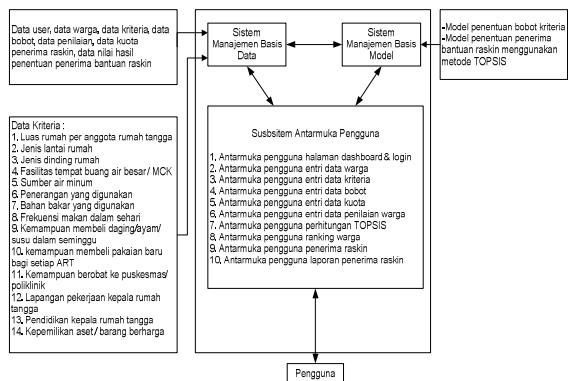 Data user, data warga, data kriteria, data
bobot, data penilaian, data kuota
penerima raskin, data nilai hasil
penentuan penerima bantuan raskin
Sistem
Manajemen Basis
Data
Sistem
Manajemen Basis
Model
-Model penentuan bobot kriteria
-Model penentuan penerima
bantuan raskin menggunakan
metode TOPSIS
Data Kriteria :
1. Luas rumah per anggota rumah tangga
2. Jenis lantai rumah
3. Jenis dinding rumah
4. Fasilitas tempat buang air besar/ MCK
5. Sumber air minum
6. Penerangan yang digunakan
7. Bahan bakar yang digunakan
8. Frekuensi makan dalam sehari
9. Kemampuan membeli daging/ayam/
susu dalam seminggu
10. kemampuan membeli pakaian baru
bagi setiap ART
11. Kemampuan berobat ke puskesmas/
poliklinik
12. Lapangan pekerjaan kepala rumah
tangga
13. Pendidikan kepala rumah tangga
14. Kepemilikan aset/ barang berharga
Susbsitem Antarmuka Pengguna
1. Antarmuka pengguna halaman dashboard & login
2. Antarmuka pengguna entri data warga
3. Antarmuka pengguna entri data kriteria
4. Antarmuka pengguna entri data bobot
5. Antarmuka pengguna entri data kuota
6. Antarmuka pengguna entri data penilaian warga
7. Antarmuka pengguna perhitungan TOPSIS
8. Antarmuka pengguna ranking warga
9. Antarmuka pengguna penerima raskin
10. Antarmuka pengguna laporan penerima raskin
Pengguna